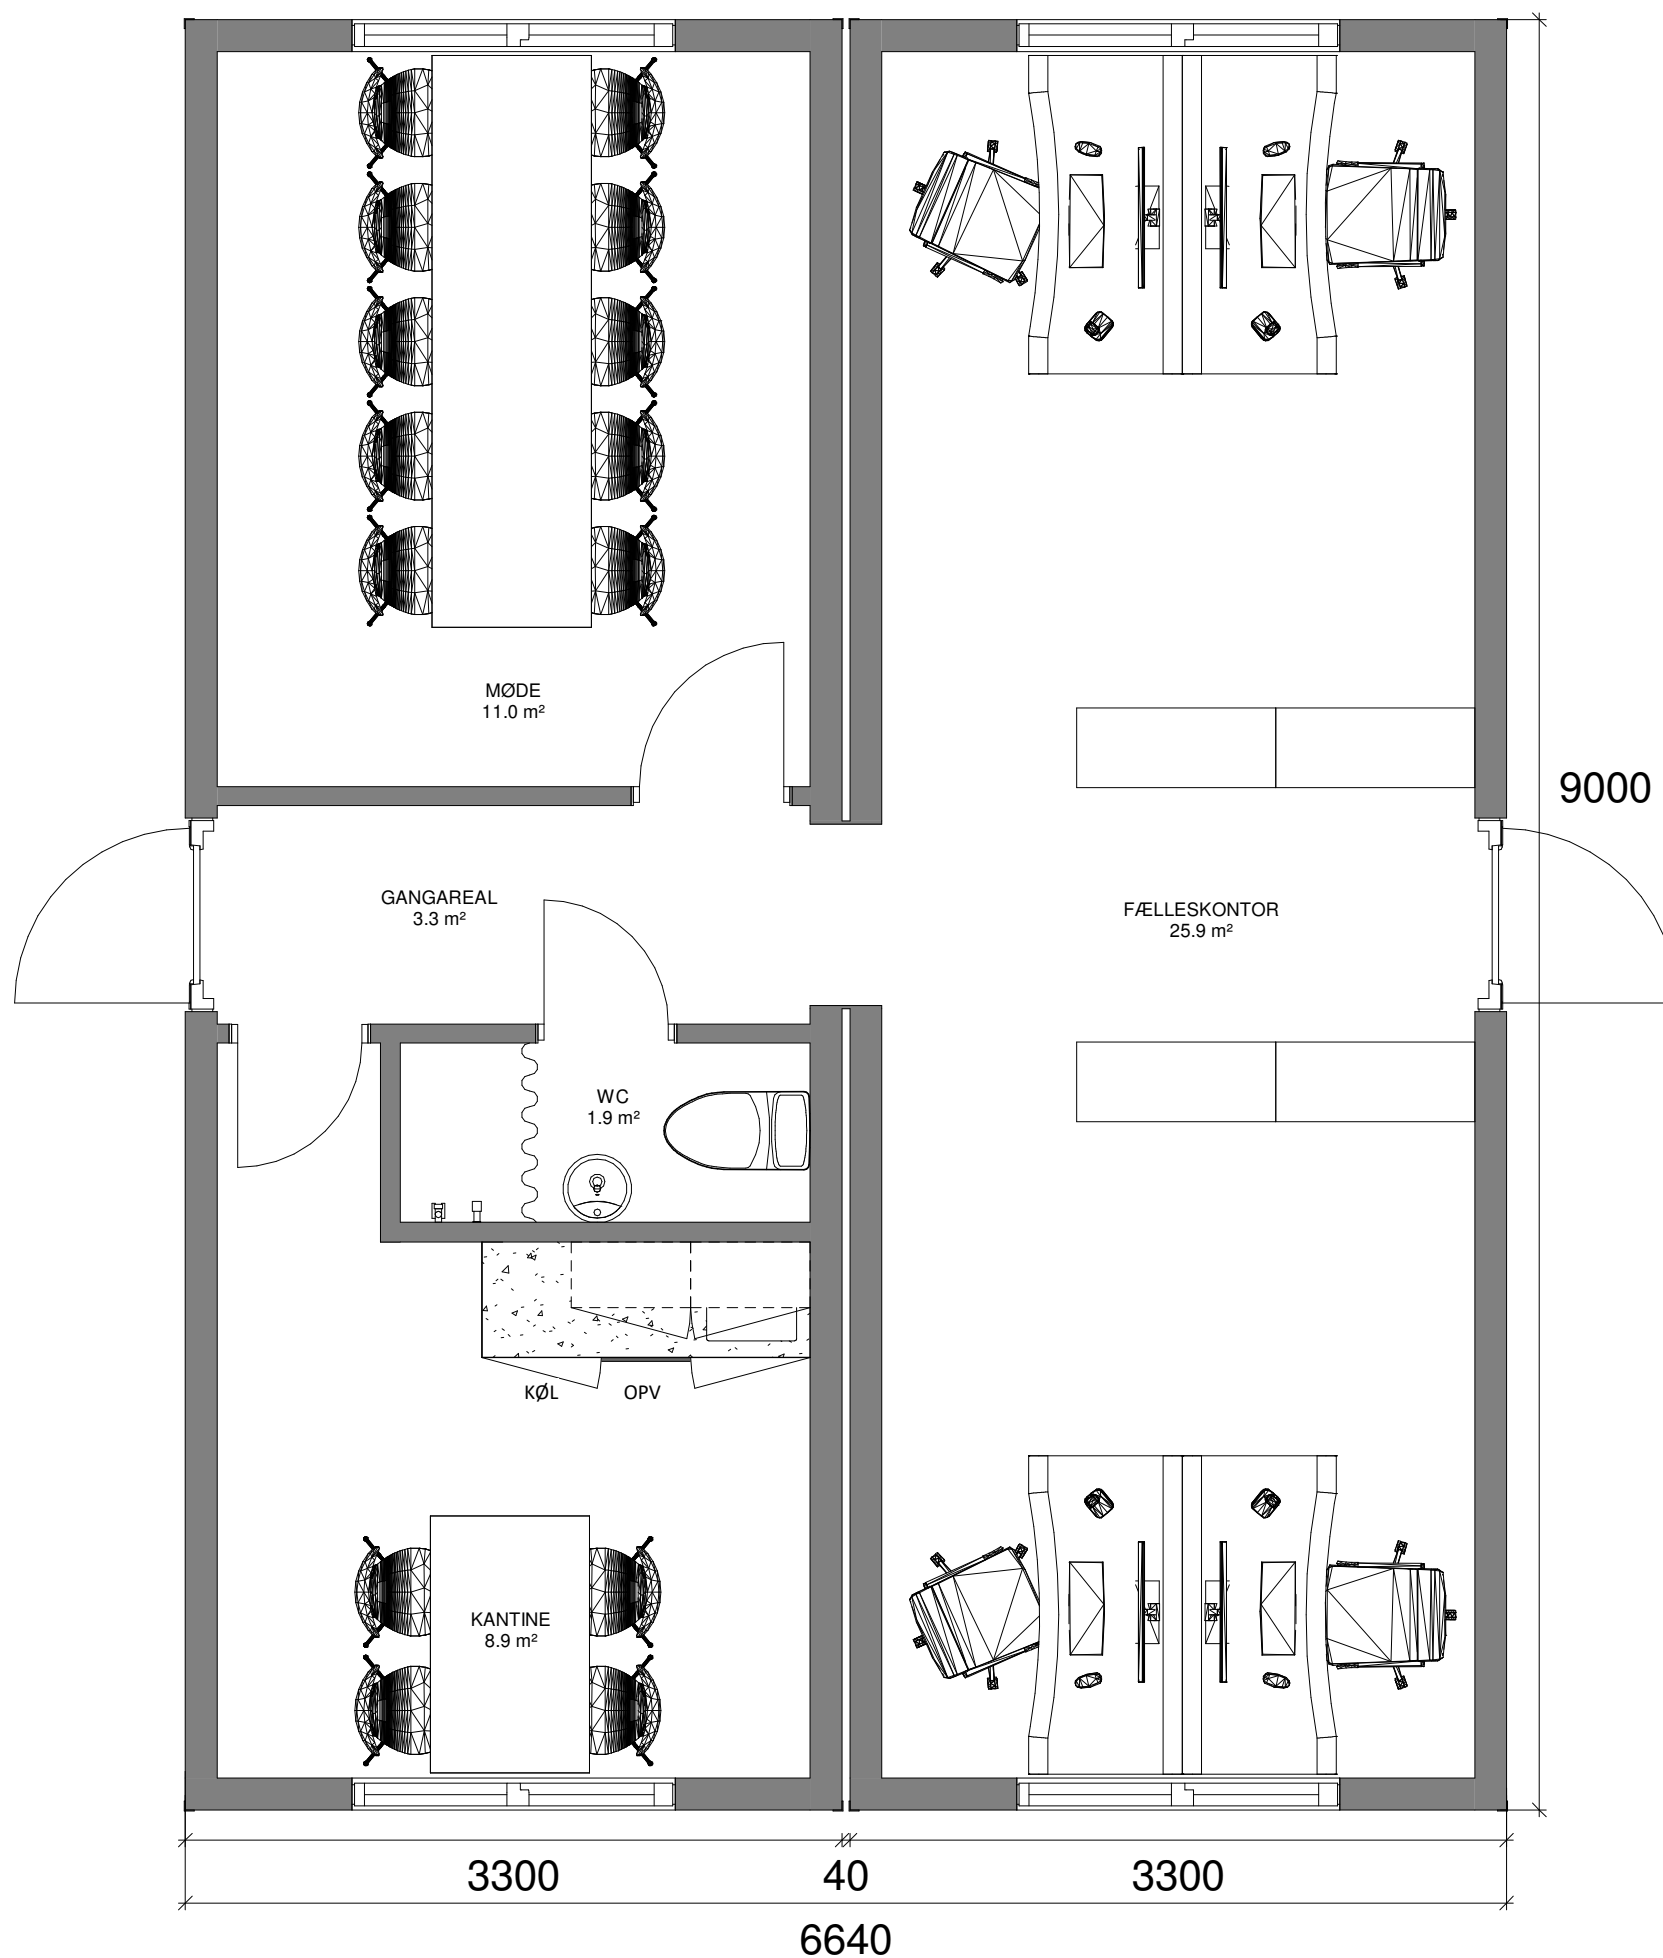 MØDE
11.0 m²
9000
GANGAREAL
3.3 m²
FÆLLESKONTOR
25.9 m²
WC
1.9 m²
KØL
OPV
KANTINE
8.9 m²
3300
40
3300
6640